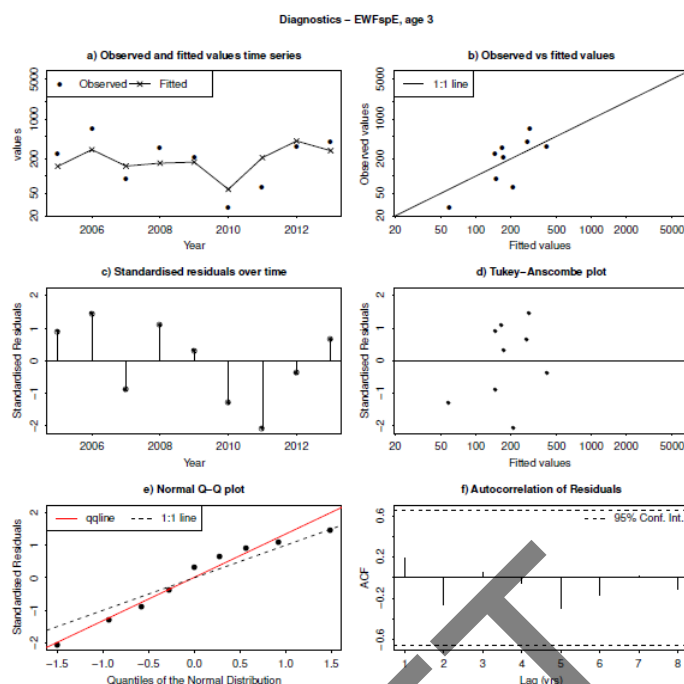 Diagnostics – EWFspE, age 3
a) Observed and fitted values time series
Observed Fitted
values
5000
1000
200
50
20
2006 2008 2010 2012
Year
b) Observed vs fitted values
1:1 line
Observed values
5000
1000
200
50
20
20 50 100 200 500 1000 2000 5000
Fitted values
c) Standardised residuals over time
Standardised Residuals
2
1
0
−1
−2
2006 2008 2010 2012
Year
d) Tukey−Anscombe plot
Standardised Residuals
2
1
0
−1
−2
20 50 100 200 500 1000 2000 5000
Fitted values
e) Normal Q−Q plot
qqline 1:1 line
Standardised Residuals
2
1
0
−1
−2
−1.5 −1.0 −0.5 0.0 0.5 1.0 1.5
Quantiles of the Normal Distribution
f) Autocorrelation of Residuals
95% Conf. Int.
ACF
0.6
0.2
−0.2
−0.6
1 2 3 4 5 6 7 8
Lag (yrs)